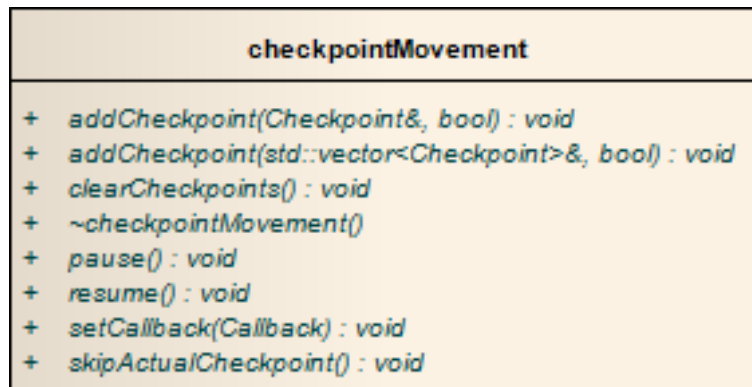 checkpointMovement
+ addCheckpoint(Checkpoint&, bool) : void
+ addCheckpoint(std::vector<Checkpoint>&, bool) : void
+ clearCheckpoints() : void
+ ~checkpointMovement()
+ pause() : void
+ resume() : void
+ setCallback(Callback) : void
+ skipActualCheckpoint() : void